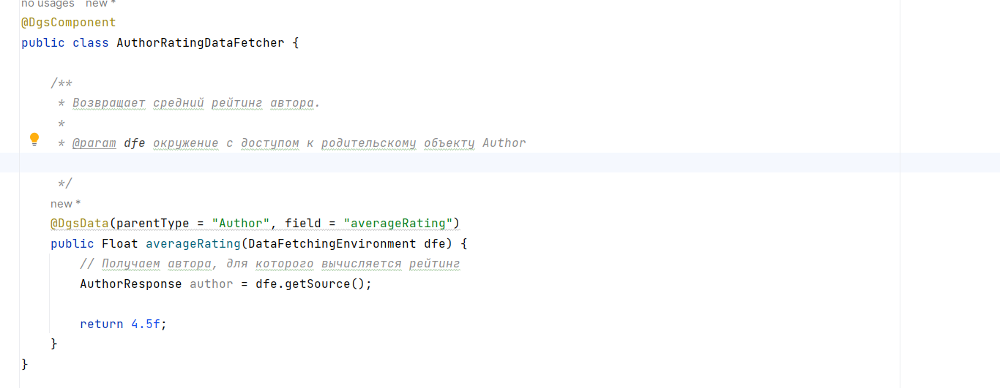 no usages new *
@DgsComponent
public class AuthorRatingDataFetcher {
/**
* Возвращает средний рейтинг автора.
*
* @param dfe окружение с доступом к родительскому объекту Author
*/
new *
@DgsData(parentType = "Author", field = "averageRating")
public Float averageRating(DataFetchingEnvironment dfe) {
// Получаем автора, для которого вычисляется рейтинг
AuthorResponse author = dfe.getSource();
return 4.5f;
}
}